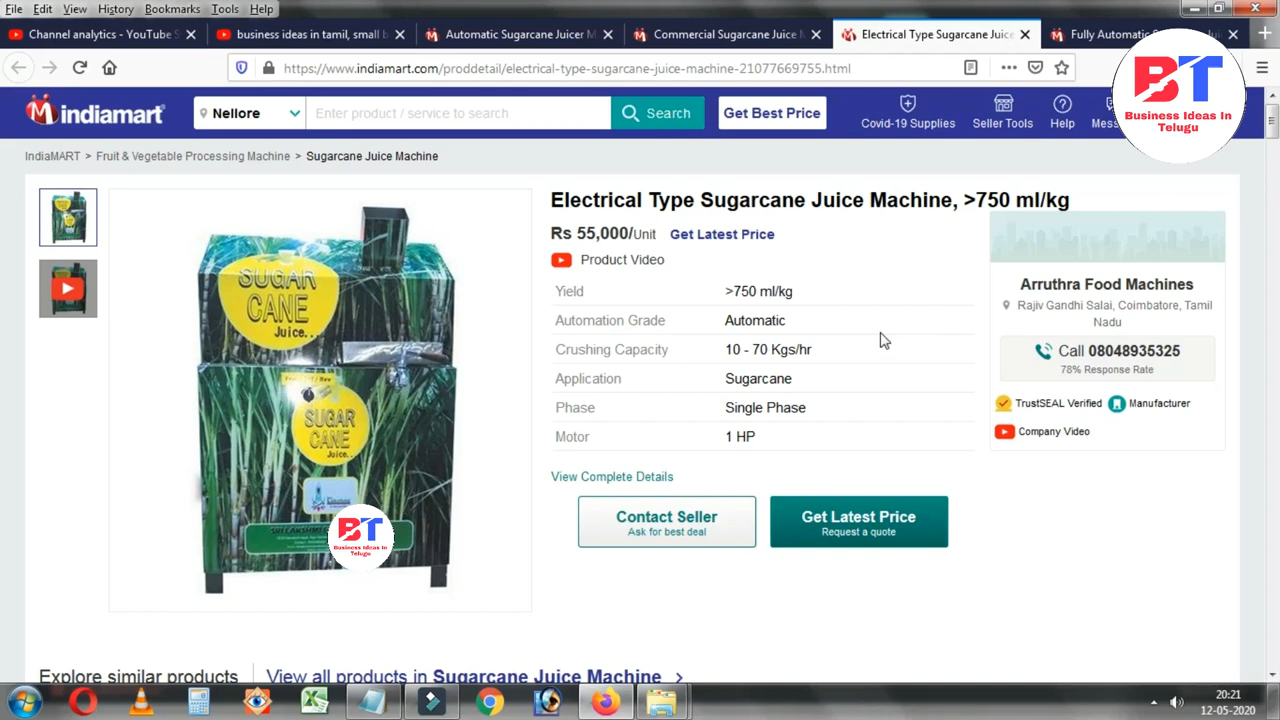 File Edit View History Bookmarks Tools Help
Channel analytics - YouTube S
business ideas in tamil, small b
Automatic Sugarcane Juicer M
Commercial Sugarcane Juice M
Electrical Type Sugarcane Juice
Fully Automatic
https://www.indiamart.com/proddetail/electrical-type-sugarcane-juice-machine-21077669755.html
BT
Business Ideas In
Telugu
indiamart
Nellore
Enter product / service to search
Search
Get Best Price
Covid-19 Supplies
Seller Tools
Help
Mess
IndiaMART > Fruit & Vegetable Processing Machine > Sugarcane Juice Machine
Electrical Type Sugarcane Juice Machine, >750 ml/kg
Rs 55,000/Unit Get Latest Price
Product Video
Yield >750 ml/kg
Automation Grade Automatic
Crushing Capacity 10 - 70 Kgs/hr
Application Sugarcane
Phase Single Phase
Motor 1 HP
View Complete Details
Contact Seller
Ask for best deal
Get Latest Price
Request a quote
Arruthra Food Machines
Rajiv Gandhi Salai, Coimbatore, Tamil
Nadu
Call 08048935325
78% Response Rate
TrustSEAL Verified Manufacturer
Company Video
SUGAR
CANE
Juice...
SUGAR
CANE
Juice..
BT
Business Ideas In
Telugu
Explore similar products
View all products in Sugarcane Juice Machine >
20:21
12-05-2020